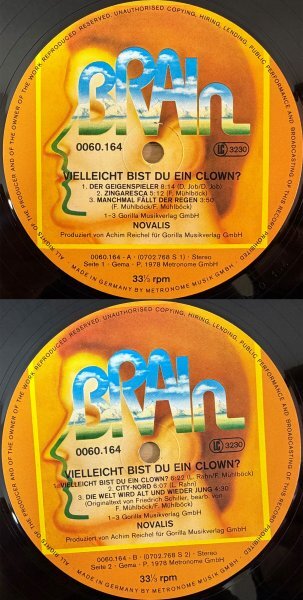 ALL RIGHTS OF THE PRODUCER AND OF THE OWNER OF THE WORK REPRODUCED RESERVED. UNAUTHORISED COPYING, HIRING, LENDING, PUBLIC PERFORMANCE AND BROADCASTING OF THIS RECORD PROHIBITED
BRAIN
0060.164
LC 3230
VIELLEICHT BIST DU EIN CLOWN?
1. DER GEIGENSPIELER 8:14 (D. Job/D. Job)
2. ZINGARESCA 5:12 (F. Mühlböck)
3. MANCHMAL FÄLLT DER REGEN 3:50
(F. Mühlböck/F. Mühlböck)
1–3 Gorilla Musikverlag GmbH
NOVALIS
Produziert von Achim Reichel für Gorilla Musikverlag GmbH
0060.164 - A · (0702.768 S 1) · Stereo
Seite 1 · Gema · P. 1978 Metronome GmbH
33⅓ rpm
MADE IN GERMANY BY METRONOME MUSIK GMBH
ALL RIGHTS OF THE PRODUCER AND OF THE OWNER OF THE WORK REPRODUCED RESERVED. UNAUTHORISED COPYING, HIRING, LENDING, PUBLIC PERFORMANCE AND BROADCASTING OF THIS RECORD PROHIBITED
BRAIN
0060.164
LC 3230
VIELLEICHT BIST DU EIN CLOWN?
1. VIELLEICHT BIST DU EIN CLOWN? 6:22 (L. Rahn/F. Mühlböck)
2. CITY-NORD 6:07 (L. Rahn)
3. DIE WELT WIRD ALT UND WIEDER JUNG 4:30
(Originaltext von Friedrich Schiller, bearb. von
F. Mühlböck/F. Mühlböck)
1–3 Gorilla Musikverlag GmbH
NOVALIS
Produziert von Achim Reichel für Gorilla Musikverlag GmbH
0060.164 - B · (0702.768 S 2) · Stereo
Seite 2 · Gema · P. 1978 Metronome GmbH
33⅓ rpm
MADE IN GERMANY BY METRONOME MUSIK GMBH